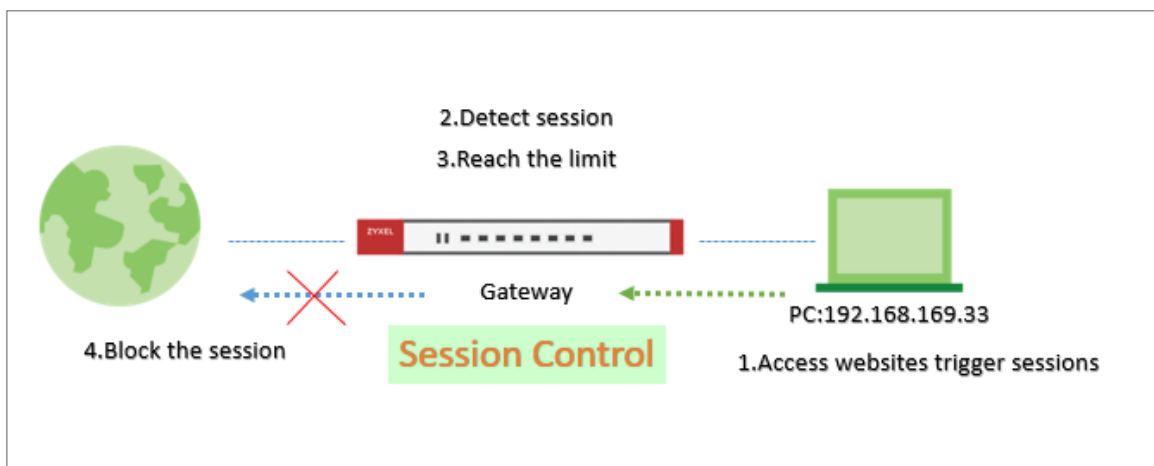 2.Detect session
3.Reach the limit
ZYXEL
Gateway
PC:192.168.169.33
4.Block the session
Session Control
1.Access websites trigger sessions